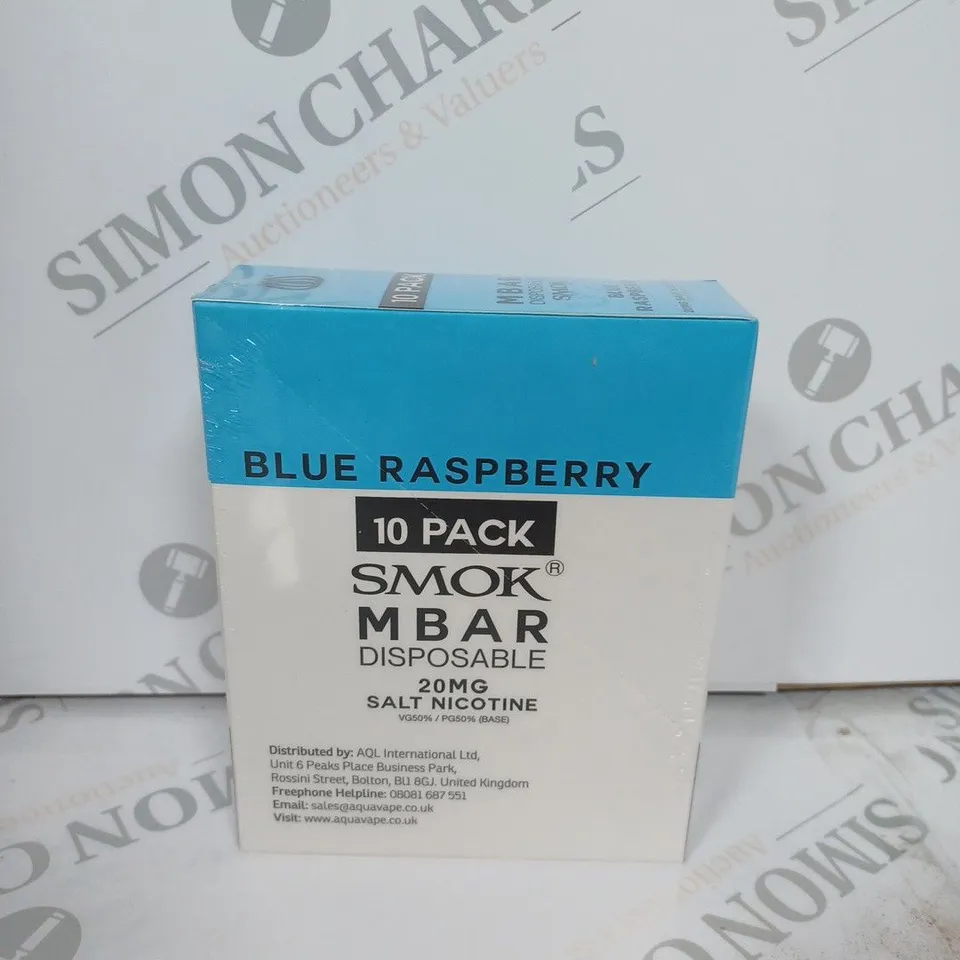 SIMON CHARLES
Auctioneers & Valuers
10 PACK
MBAR
DISPOSABLE
SMOK
BLUE
RASPBERRY
BLUE RASPBERRY
10 PACK
SMOK®
MBAR
DISPOSABLE
20MG
SALT NICOTINE
VG50% / PG50% (BASE)
Distributed by: AQL International Ltd,
Unit 6 Peaks Place Business Park,
Rossini Street, Bolton, BL1 8GJ. United Kingdom
Freephone Helpline: 08081 687 551
Email: sales@aquavape.co.uk
Visit: www.aquavape.co.uk